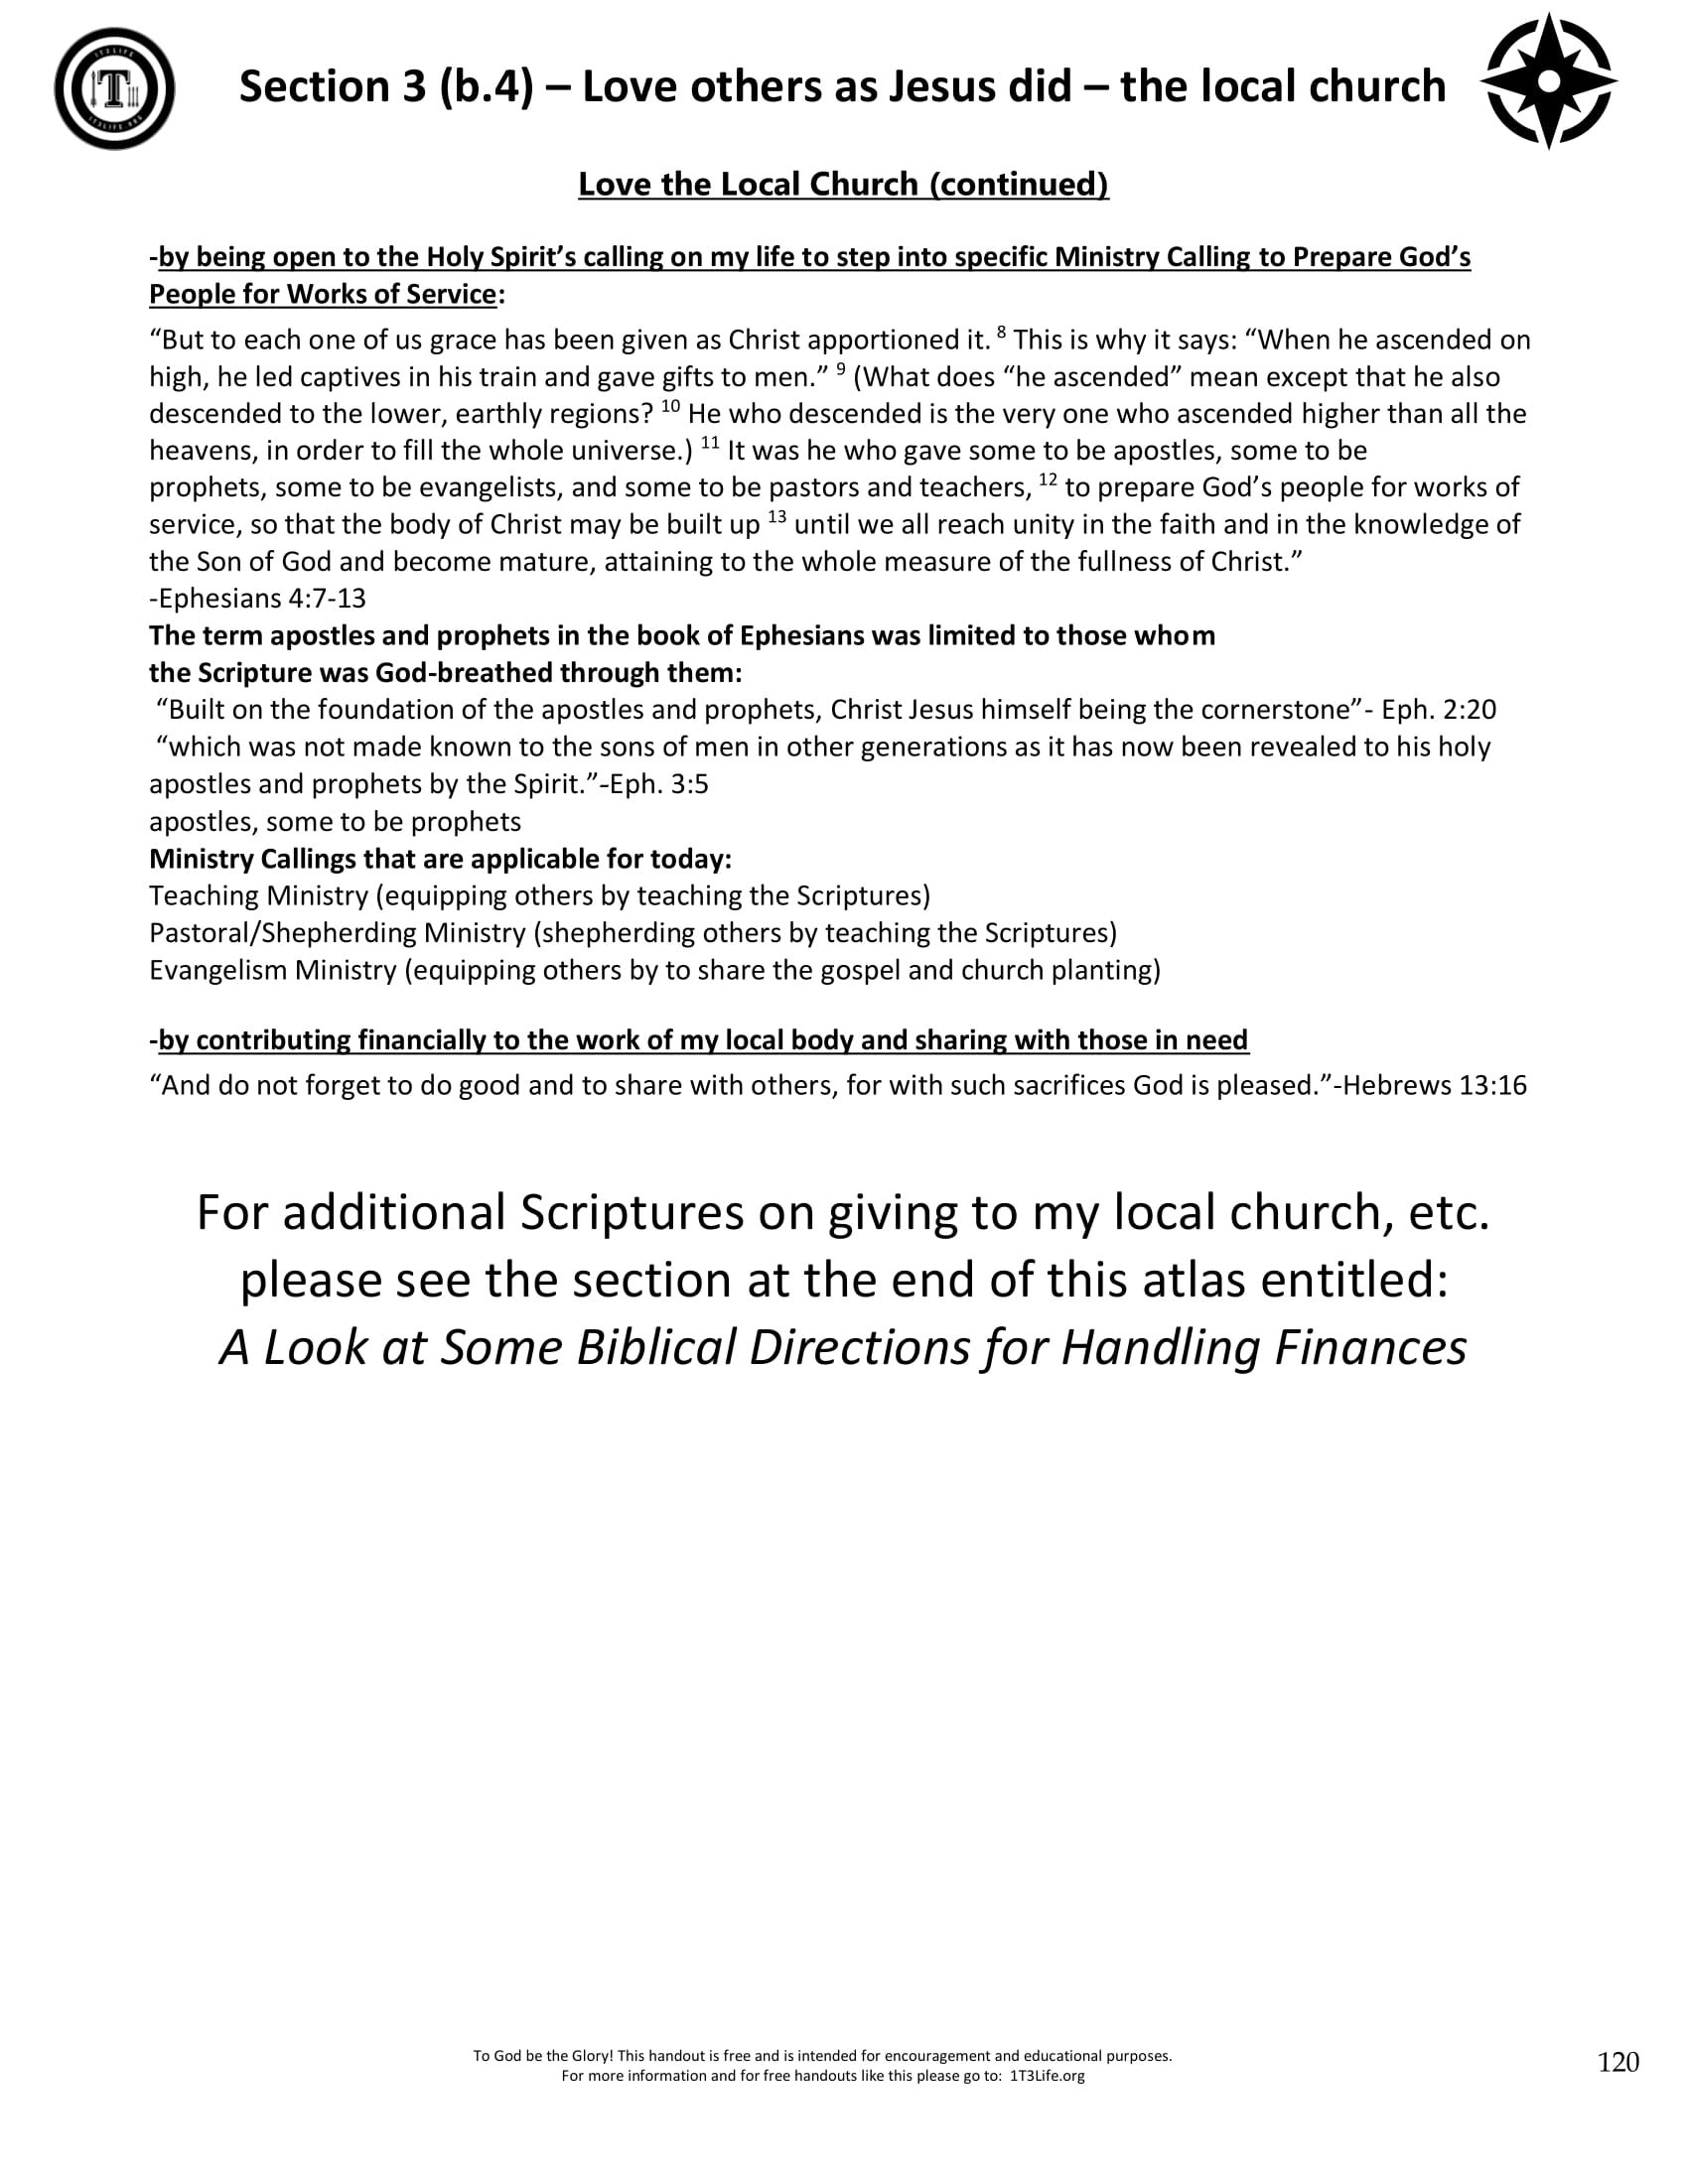 1T3LIFE
T
1T3LIFE.ORG
Section 3 (b.4) – Love others as Jesus did – the local church
Love the Local Church (continued)
-by being open to the Holy Spirit’s calling on my life to step into specific Ministry Calling to Prepare God’s
People for Works of Service:
“But to each one of us grace has been given as Christ apportioned it. 8 This is why it says: “When he ascended on
high, he led captives in his train and gave gifts to men.” 9 (What does “he ascended” mean except that he also
descended to the lower, earthly regions? 10 He who descended is the very one who ascended higher than all the
heavens, in order to fill the whole universe.) 11 It was he who gave some to be apostles, some to be
prophets, some to be evangelists, and some to be pastors and teachers, 12 to prepare God’s people for works of
service, so that the body of Christ may be built up 13 until we all reach unity in the faith and in the knowledge of
the Son of God and become mature, attaining to the whole measure of the fullness of Christ.”
-Ephesians 4:7-13
The term apostles and prophets in the book of Ephesians was limited to those whom
the Scripture was God-breathed through them:
“Built on the foundation of the apostles and prophets, Christ Jesus himself being the cornerstone”- Eph. 2:20
“which was not made known to the sons of men in other generations as it has now been revealed to his holy
apostles and prophets by the Spirit.”-Eph. 3:5
apostles, some to be prophets
Ministry Callings that are applicable for today:
Teaching Ministry (equipping others by teaching the Scriptures)
Pastoral/Shepherding Ministry (shepherding others by teaching the Scriptures)
Evangelism Ministry (equipping others by to share the gospel and church planting)
-by contributing financially to the work of my local body and sharing with those in need
“And do not forget to do good and to share with others, for with such sacrifices God is pleased.”-Hebrews 13:16
For additional Scriptures on giving to my local church, etc.
please see the section at the end of this atlas entitled:
A Look at Some Biblical Directions for Handling Finances
To God be the Glory! This handout is free and is intended for encouragement and educational purposes.
For more information and for free handouts like this please go to:  1T3Life.org
120